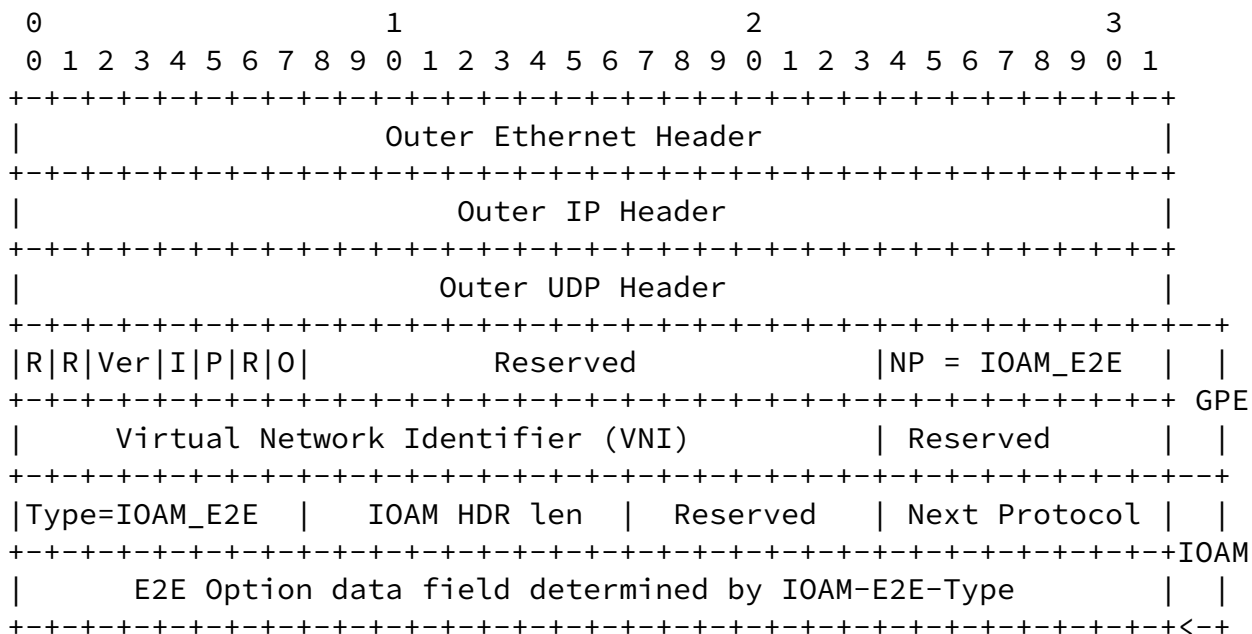 0                   1                   2                   3
 0 1 2 3 4 5 6 7 8 9 0 1 2 3 4 5 6 7 8 9 0 1 2 3 4 5 6 7 8 9 0 1
+-+-+-+-+-+-+-+-+-+-+-+-+-+-+-+-+-+-+-+-+-+-+-+-+-+-+-+-+-+-+-+-+
|                    Outer Ethernet Header                      |
+-+-+-+-+-+-+-+-+-+-+-+-+-+-+-+-+-+-+-+-+-+-+-+-+-+-+-+-+-+-+-+-+
|                        Outer IP Header                        |
+-+-+-+-+-+-+-+-+-+-+-+-+-+-+-+-+-+-+-+-+-+-+-+-+-+-+-+-+-+-+-+-+
|                       Outer UDP Header                        |
+-+-+-+-+-+-+-+-+-+-+-+-+-+-+-+-+-+-+-+-+-+-+-+-+-+-+-+-+-+-+-+-+--+
|R|R|Ver|I|P|R|O|          Reserved             |NP = IOAM_E2E  |  |
+-+-+-+-+-+-+-+-+-+-+-+-+-+-+-+-+-+-+-+-+-+-+-+-+-+-+-+-+-+-+-+-+ GPE
|     Virtual Network Identifier (VNI)          | Reserved      |  |
+-+-+-+-+-+-+-+-+-+-+-+-+-+-+-+-+-+-+-+-+-+-+-+-+-+-+-+-+-+-+-+-+--+
|Type=IOAM_E2E  |   IOAM HDR len  |  Reserved   | Next Protocol |  |
+-+-+-+-+-+-+-+-+-+-+-+-+-+-+-+-+-+-+-+-+-+-+-+-+-+-+-+-+-+-+-+-+IOAM
|      E2E Option data field determined by IOAM-E2E-Type        |  |
+-+-+-+-+-+-+-+-+-+-+-+-+-+-+-+-+-+-+-+-+-+-+-+-+-+-+-+-+-+-+-+-+<-+